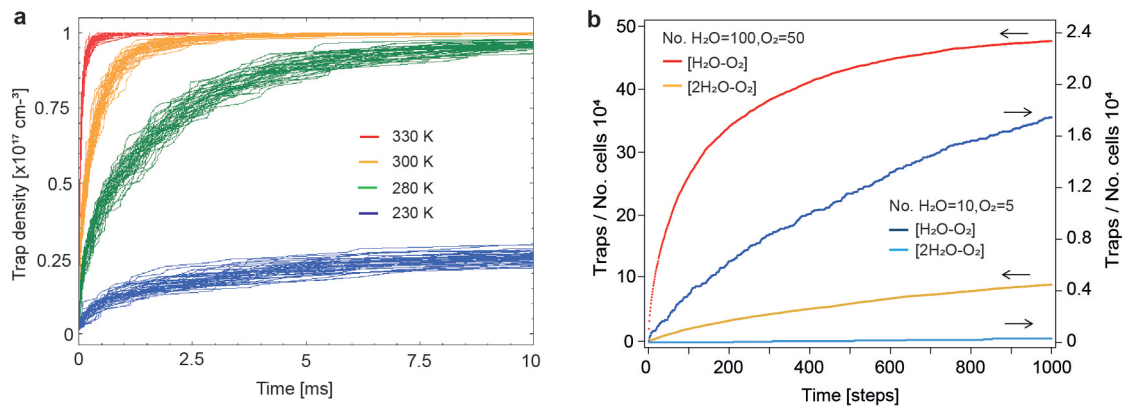 a
Trap density [x10¹⁷ cm⁻³]
1
0.75
0.5
0.25
0
330 K
300 K
280 K
230 K
0
2.5
5
7.5
10
Time [ms]
b
Traps / No. cells 10⁴
50
40
30
20
10
0
No. H₂O=100,O₂=50
[H₂O-O₂]
[2H₂O-O₂]
No. H₂O=10,O₂=5
[H₂O-O₂]
[2H₂O-O₂]
2.4
2.0
1.6
1.2
0.8
0.4
0
Traps / No. cells 10⁴
0
200
400
600
800
1000
Time [steps]